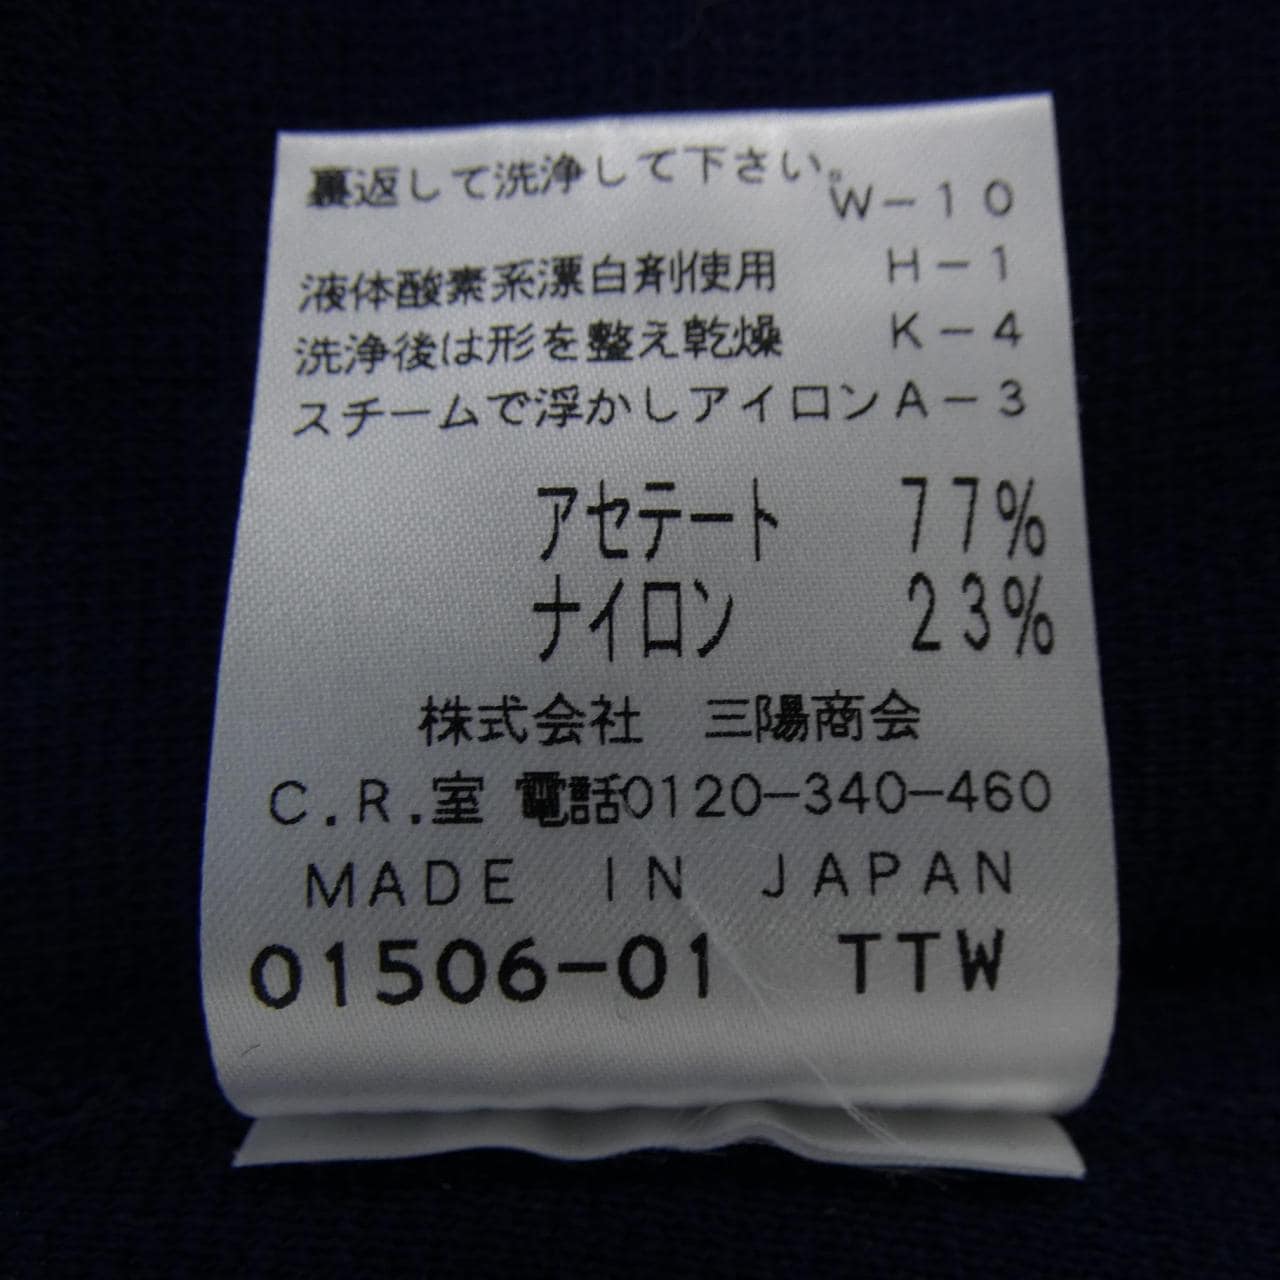 裏返して洗浄して下さい。
W-10
液体酸素系漂白剤使用 H-1
洗浄後は形を整え乾燥 K-4
スチームで浮かしアイロン A-3
アセテート 77%
ナイロン 23%
株式会社 三陽商会
C.R.室 電話0120-340-460
MADE IN JAPAN
01506-01 TTW